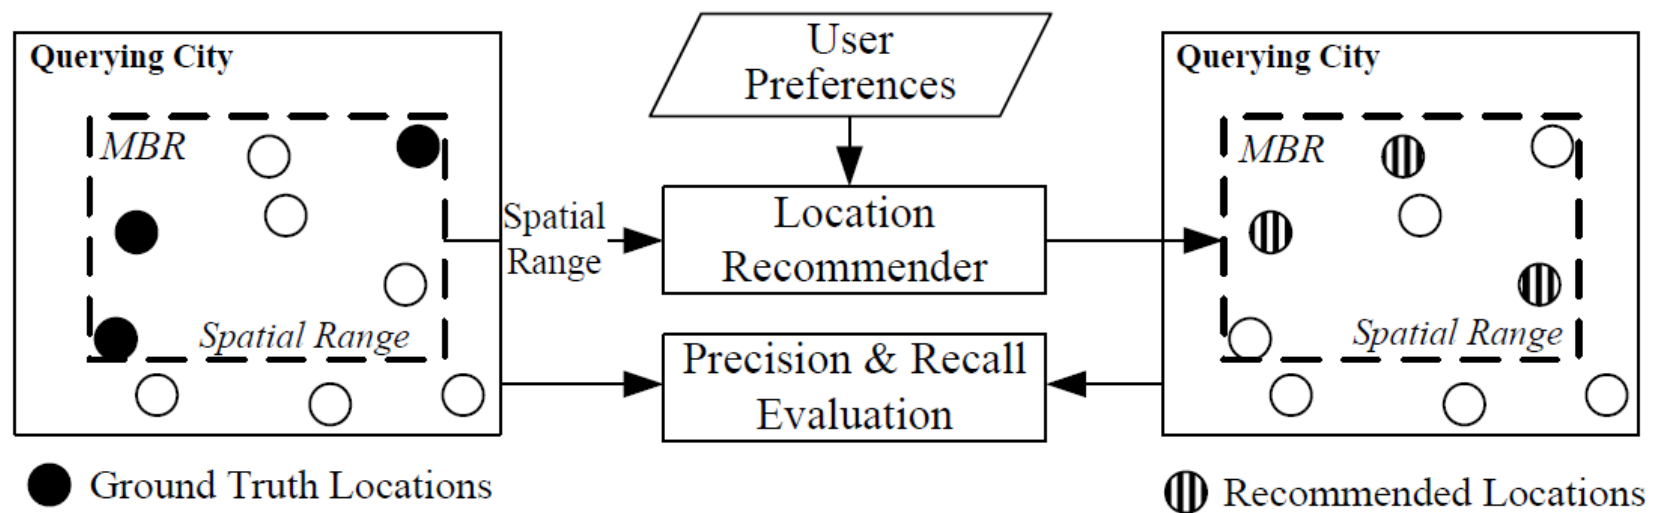 Querying City
MBR
Spatial Range
Ground Truth Locations
Spatial
Range
User
Preferences
Location
Recommender
Precision & Recall
Evaluation
Querying City
MBR
Spatial Range
Recommended Locations